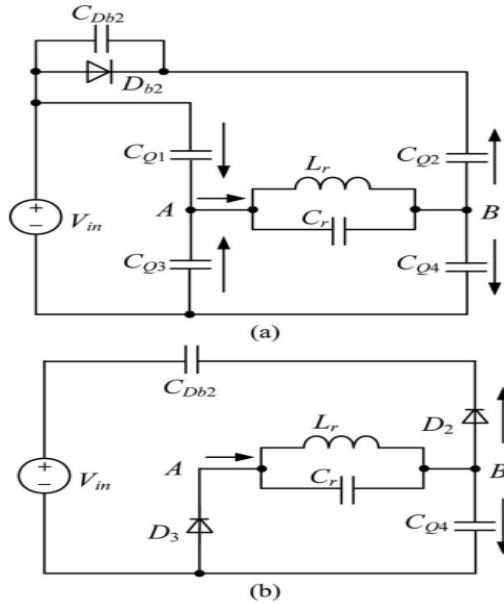 C_{Db2}
D_{b2}
C_{Q1}
C_{Q2}
L_r
A
B
+
−
V_{in}
C_r
C_{Q3}
C_{Q4}
(a)
C_{Db2}
L_r
D_2
+
−
V_{in}
A
C_r
B
D_3
C_{Q4}
(b)